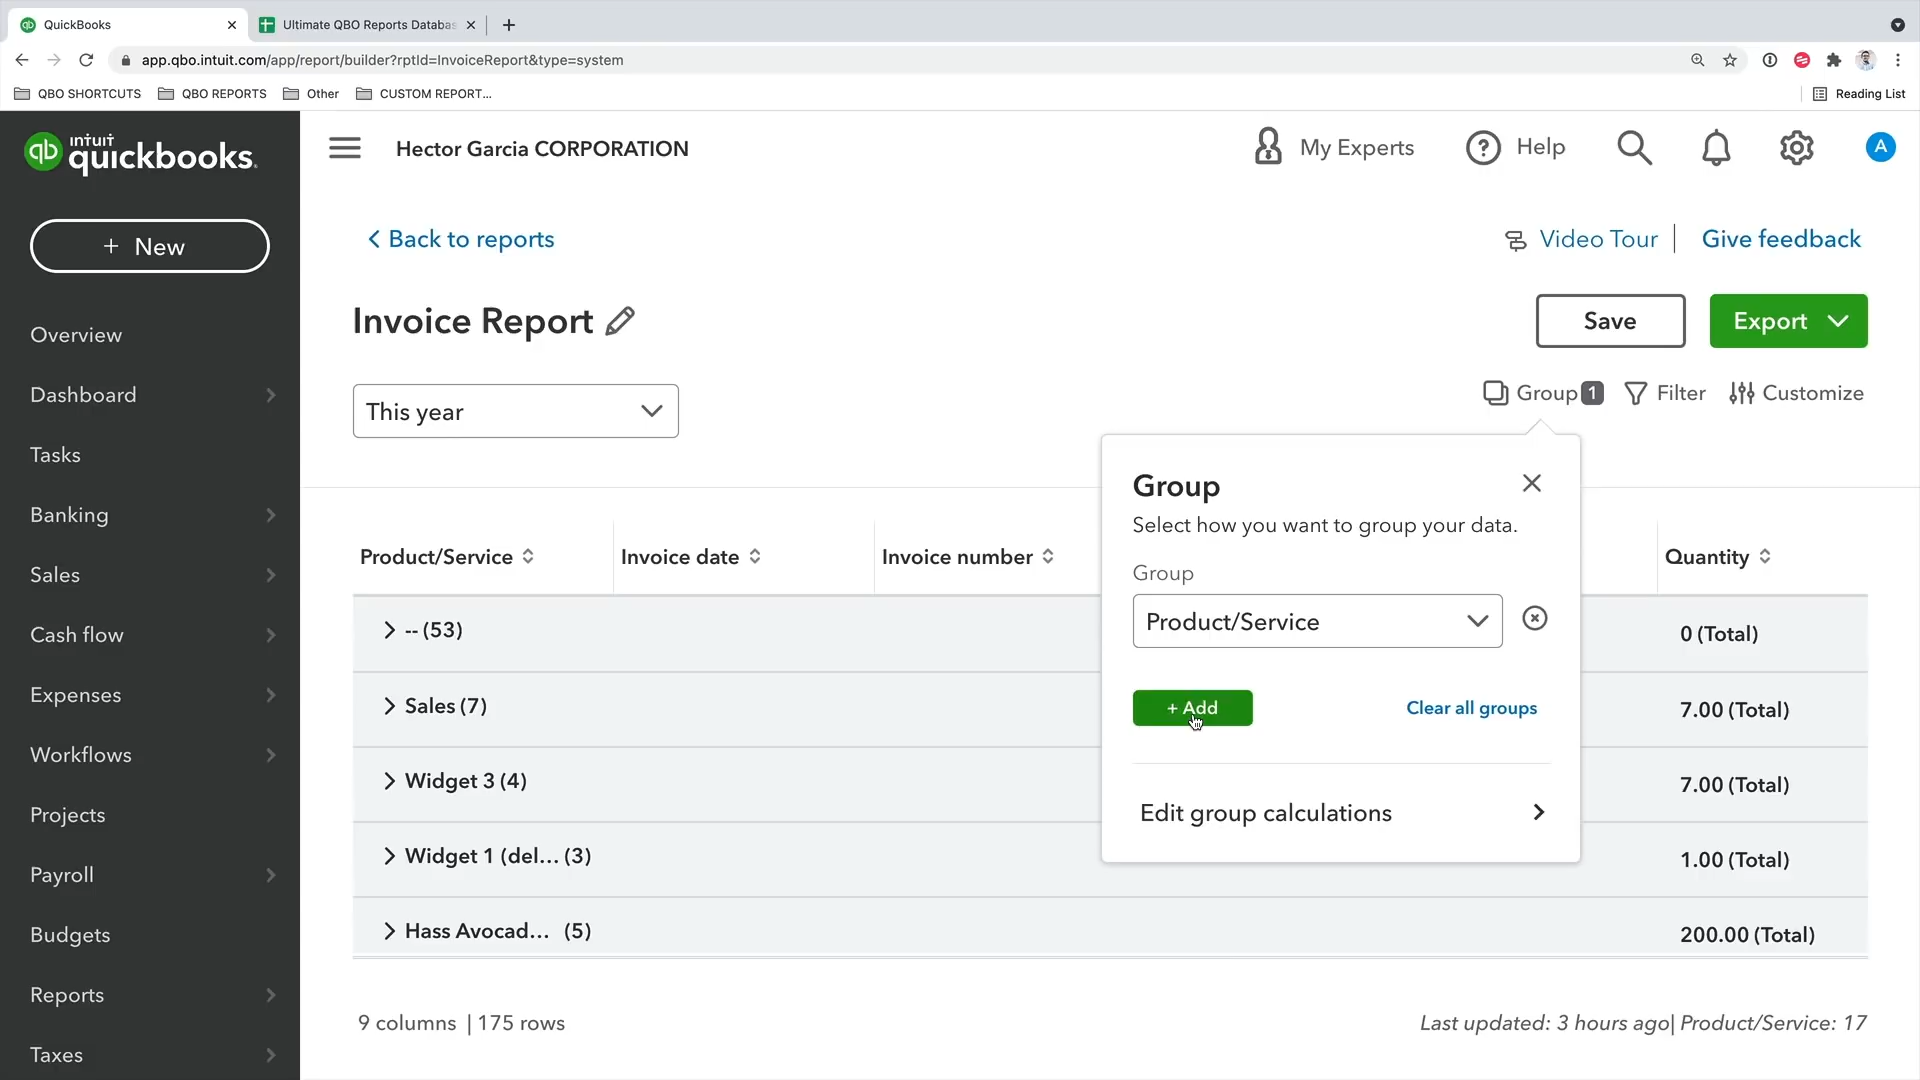 QuickBooks
Ultimate QBO Reports Databas
app.qbo.intuit.com/app/report/builder?rptId=InvoiceReport&type=system
QBO SHORTCUTS
QBO REPORTS
Other
CUSTOM REPORT...
Reading List
qb
intuit
quickbooks.
Hector Garcia CORPORATION
My Experts
Help
A
+ New
Overview
Dashboard
Tasks
Banking
Sales
Cash flow
Expenses
Workflows
Projects
Payroll
Budgets
Reports
Taxes
Back to reports
Video Tour
Give feedback
Invoice Report
Save
Export
This year
Group 1
Filter
Customize
Product/Service
Invoice date
Invoice number
Quantity
-- (53)
0 (Total)
Sales (7)
7.00 (Total)
Widget 3 (4)
7.00 (Total)
Widget 1 (del... (3)
1.00 (Total)
Hass Avocad... (5)
200.00 (Total)
Group
Select how you want to group your data.
Group
Product/Service
+ Add
Clear all groups
Edit group calculations
9 columns | 175 rows
Last updated: 3 hours ago| Product/Service: 17